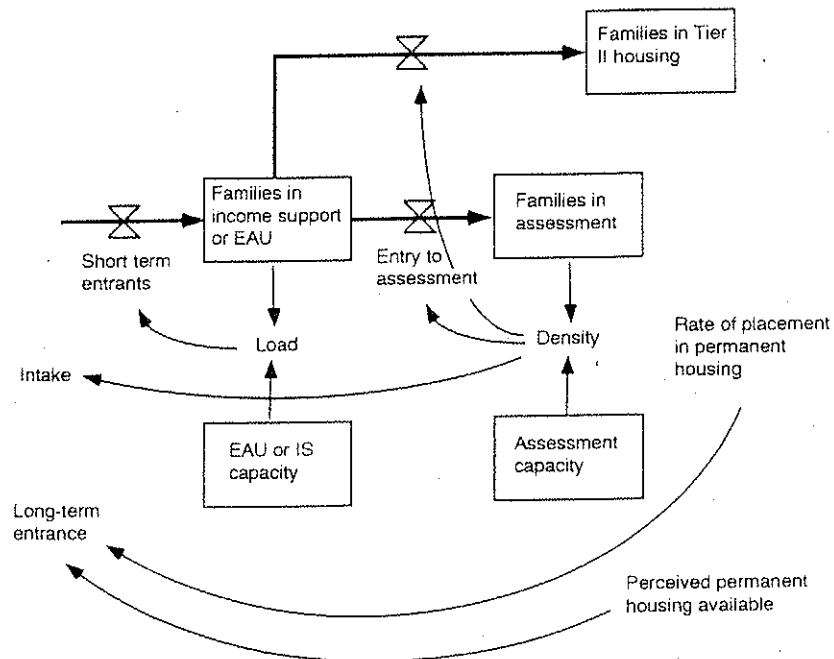 Families in Tier
II housing
Families in
income support
or EAU
Families in
assessment
Short term
entrants
Entry to
assessment
Load
Density
Rate of placement
in permanent
housing
Intake
EAU or IS
capacity
Assessment
capacity
Long-term
entrance
Perceived permanent
housing available